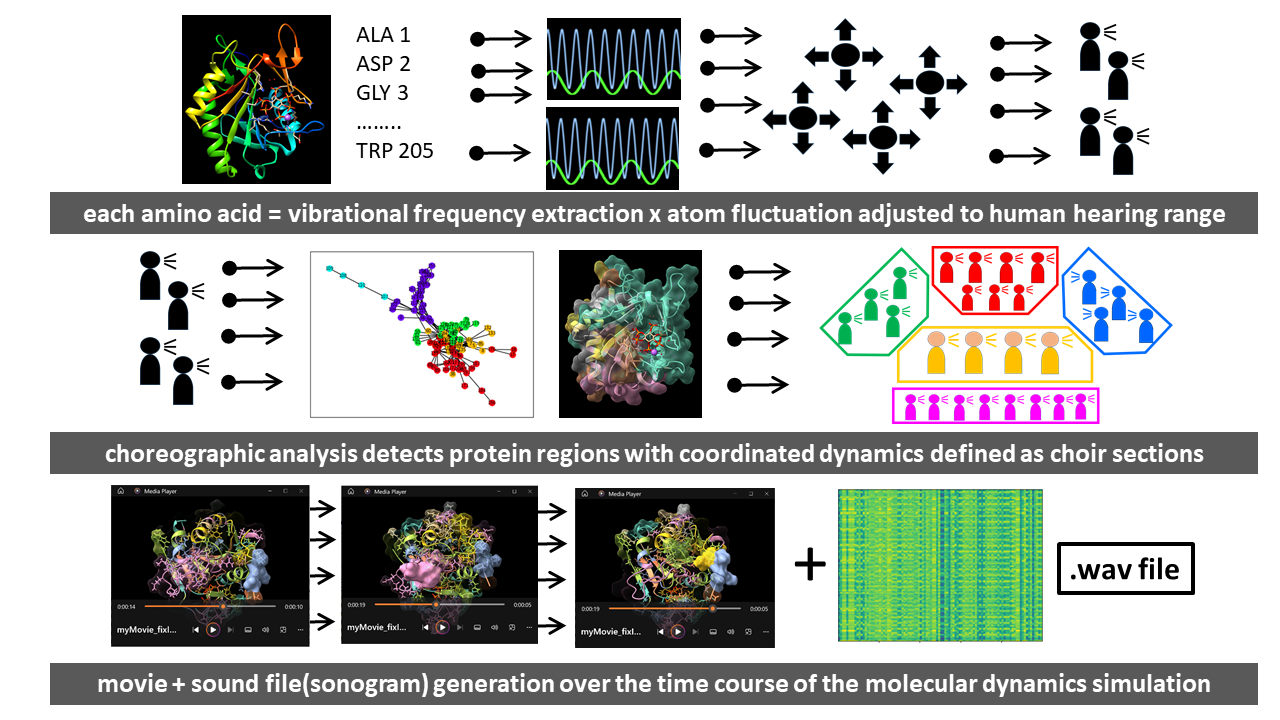 ALA 1
ASP 2
GLY 3
........
TRP 205
each amino acid = vibrational frequency extraction x atom fluctuation adjusted to human hearing range
choreographic analysis detects protein regions with coordinated dynamics defined as choir sections
Media Player
0:00:14
0:00:10
myMovie_fixl...
Media Player
0:00:19
0:00:05
myMovie_fixl...
Media Player
0:00:19
0:00:05
myMovie_fixl...
+
.wav file
movie + sound file(sonogram) generation over the time course of the molecular dynamics simulation